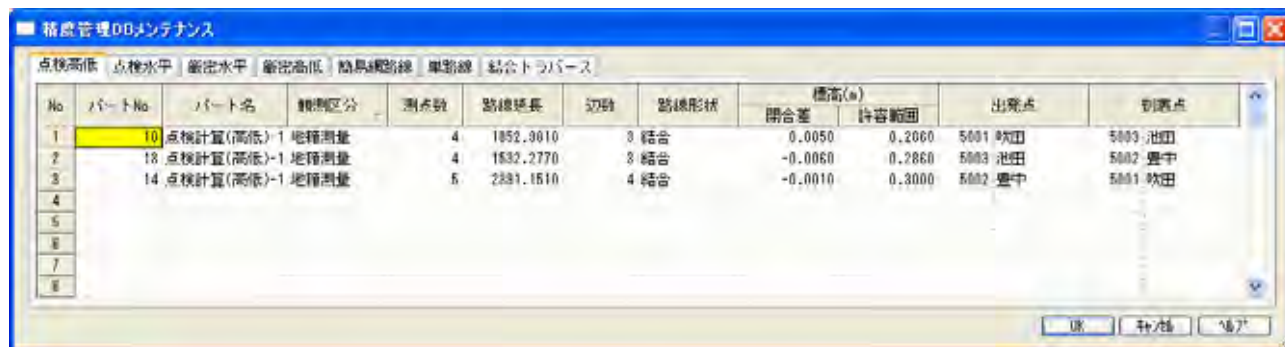 精度管理DBメンテナンス
点検高低 点検水平 厳密水平 厳密高低 簡易網路線 単路線 結合トラバース
No パートNo パート名 観測区分 測点数 路線延長 辺数 路線形状 標高(m) 出発点 到着点
閉合差 許容範囲
1 10 点検計算(高低)-1 地籍測量 4 1852.9010 3 結合 0.0050 0.2860 5001 吹田 5003 池田
2 13 点検計算(高低)-1 地籍測量 4 1532.2770 3 結合 -0.0060 0.2860 5003 池田 5002 豊中
3 14 点検計算(高低)-1 地籍測量 5 2381.1510 4 結合 -0.0010 0.3000 5002 豊中 5001 吹田
4
5
6
7
8
OK キャンセル ヘルプ